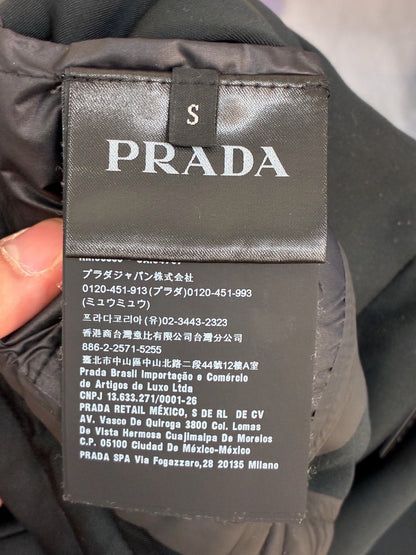 S
PRADA
プラダジャパン株式会社
0120-451-913(プラダ)0120-451-993
(ミュウミュウ)
프라다코리아(유)02-3443-2323
香港商台灣意比有限公司台灣分公司
886-2-2571-5255
臺北市中山區中山北路二段44號12樓A室
Prada Brasil Importação e Comércio
de Artigos de Luxo Ltda
CNPJ 13.633.271/0001-26
PRADA RETAIL MÉXICO, S DE RL DE CV
AV. Vasco De Quiroga 3800 Col. Lomas
De Vista Hermosa Cuajimalpa De Morelos
C.P. 05100 Ciudad De México-México
PRADA SPA Via Fogazzaro,28 20135 Milano